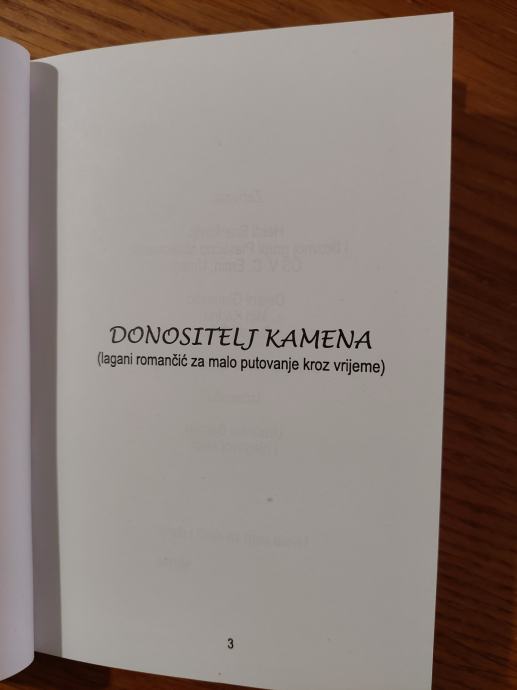 DONOSITELJ KAMENA
(lagani romančić za malo putovanje kroz vrijeme)
3